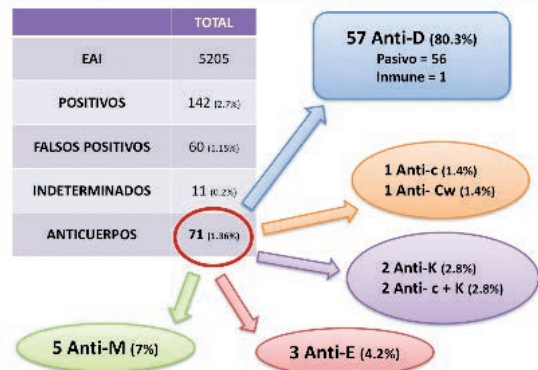 TOTAL
EAI 5205
POSITIVOS 142 (2.7%)
FALSOS POSITIVOS 60 (1.15%)
INDETERMINADOS 11 (0.2%)
ANTICUERPOS 71 (1.36%)
57 Anti-D (80.3%)
Pasivo = 56
Inmune = 1
1 Anti-c (1.4%)
1 Anti- Cw (1.4%)
2 Anti-K (2.8%)
2 Anti- c + K (2.8%)
3 Anti-E (4.2%)
5 Anti-M (7%)